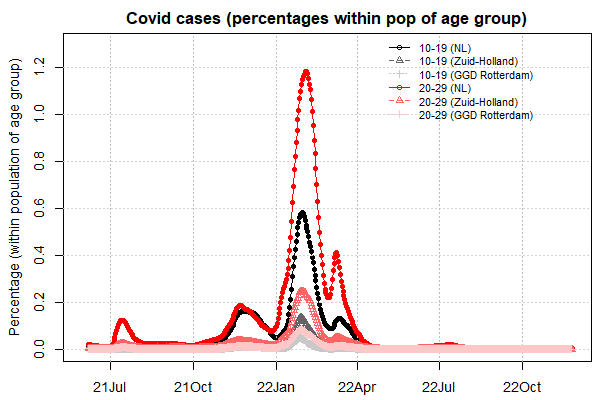 Covid cases (percentages within pop of age group)
Percentage (within population of age group)
1.2
1.0
0.8
0.6
0.4
0.2
0.0
10-19 (NL)
10-19 (Zuid-Holland)
10-19 (GGD Rotterdam)
20-29 (NL)
20-29 (Zuid-Holland)
20-29 (GGD Rotterdam)
21Jul 21Oct 22Jan 22Apr 22Jul 22Oct